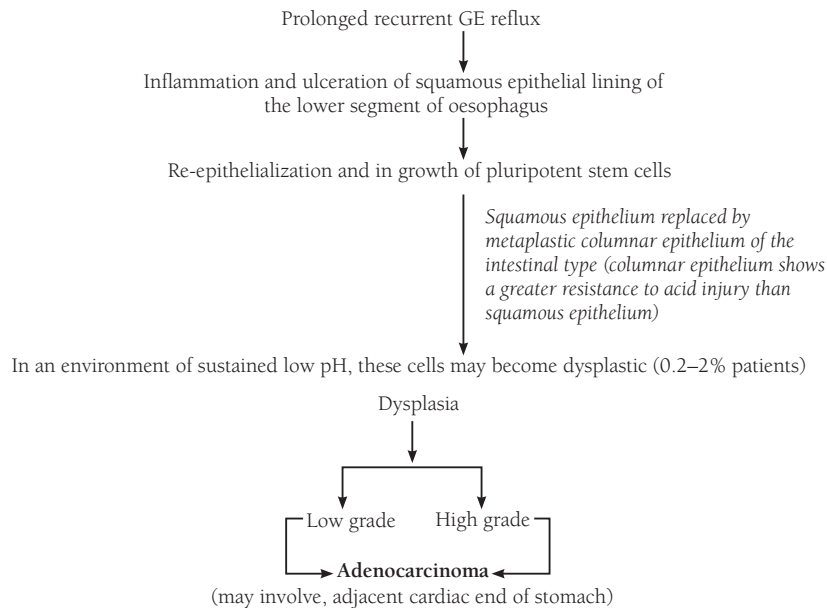 Prolonged recurrent GE reflux
Inflammation and ulceration of squamous epithelial lining of
the lower segment of oesophagus
Re-epithelialization and in growth of pluripotent stem cells
Squamous epithelium replaced by
metaplastic columnar epithelium of the
intestinal type (columnar epithelium shows
a greater resistance to acid injury than
squamous epithelium)
In an environment of sustained low pH, these cells may become dysplastic (0.2–2% patients)
Dysplasia
Low grade High grade
Adenocarcinoma
(may involve, adjacent cardiac end of stomach)